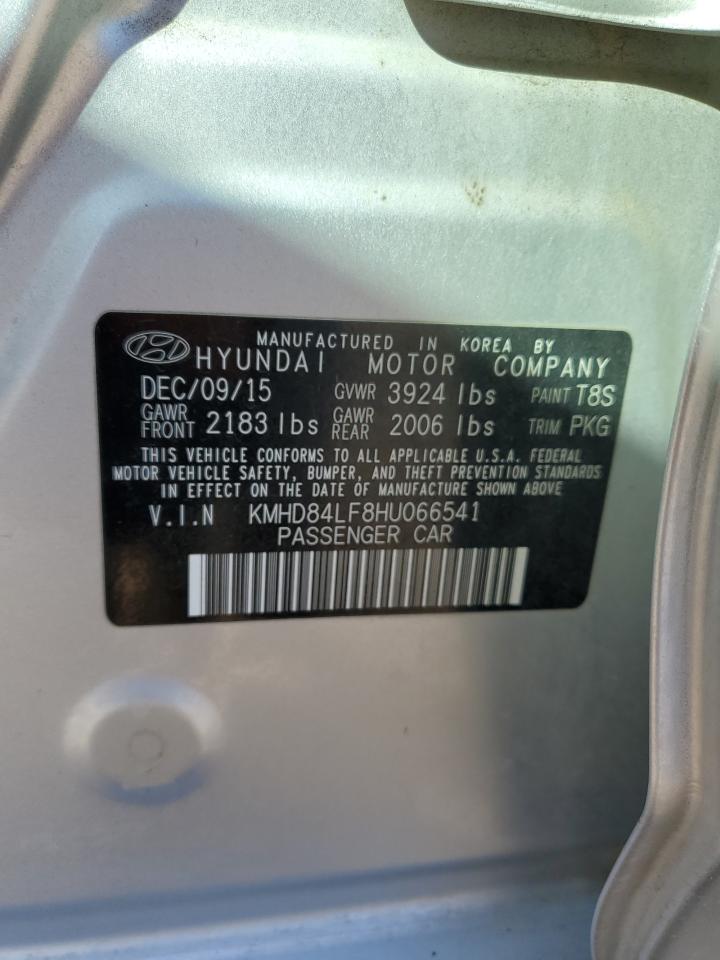 MANUFACTURED IN KOREA BY
HYUNDAI MOTOR COMPANY
DEC/09/15 GVWR 3924 lbs PAINT T8S
GAWR FRONT 2183 lbs GAWR REAR 2006 lbs TRIM PKG
THIS VEHICLE CONFORMS TO ALL APPLICABLE U.S.A. FEDERAL
MOTOR VEHICLE SAFETY, BUMPER, AND THEFT PREVENTION STANDARDS
IN EFFECT ON THE DATE OF MANUFACTURE SHOWN ABOVE
V.I.N KMHD84LF8HU066541
PASSENGER CAR